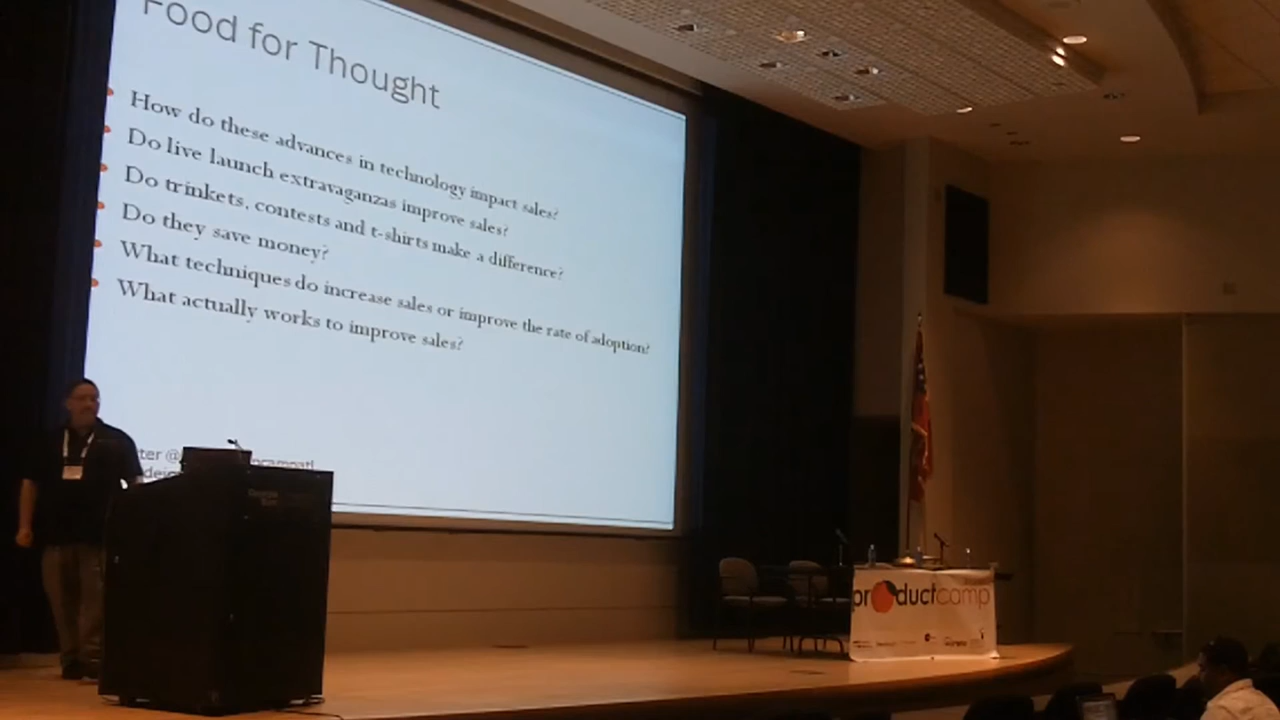 Food for Thought
How do these advances in technology impact sales?
Do live launch extravaganzas improve sales?
Do trinkets, contests and t-shirts make a difference?
Do they save money?
What techniques do increase sales or improve the rate of adoption?
What actually works to improve sales?
productcamp